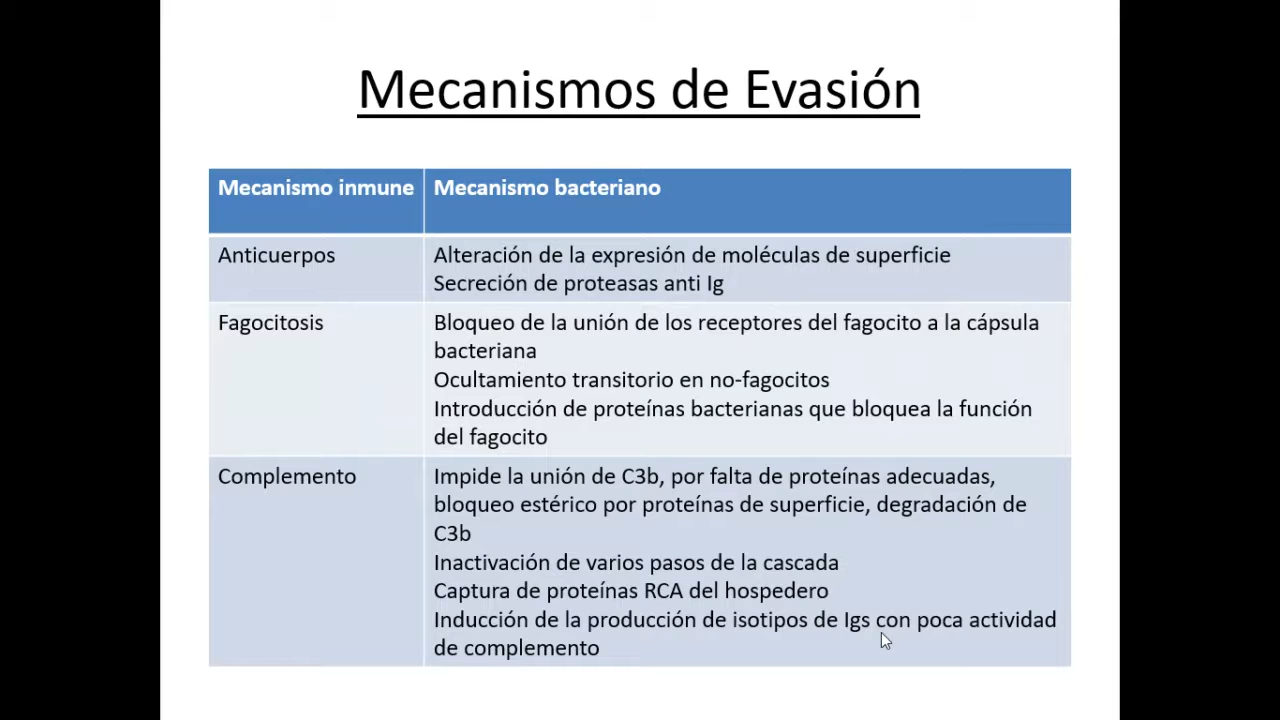 Mecanismos de Evasión
Mecanismo inmune
Mecanismo bacteriano
Anticuerpos
Alteración de la expresión de moléculas de superficie
Secreción de proteasas anti Ig
Fagocitosis
Bloqueo de la unión de los receptores del fagocito a la cápsula
bacteriana
Ocultamiento transitorio en no-fagocitos
Introducción de proteínas bacterianas que bloquea la función
del fagocito
Complemento
Impide la unión de C3b, por falta de proteínas adecuadas,
bloqueo estérico por proteínas de superficie, degradación de
C3b
Inactivación de varios pasos de la cascada
Captura de proteínas RCA del hospedero
Inducción de la producción de isotipos de Igs con poca actividad
de complemento